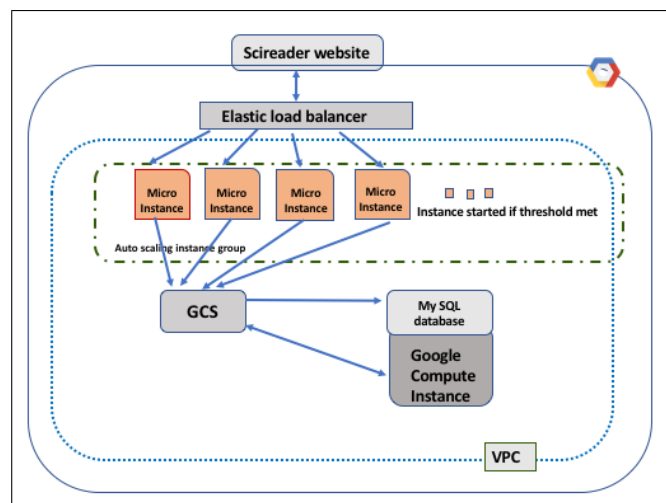 Scireader website
Elastic load balancer
Micro
Instance
Micro
Instance
Micro
Instance
Micro
Instance
Instance started if threshold met
Auto scaling instance group
GCS
My SQL
database
Google
Compute
Instance
VPC